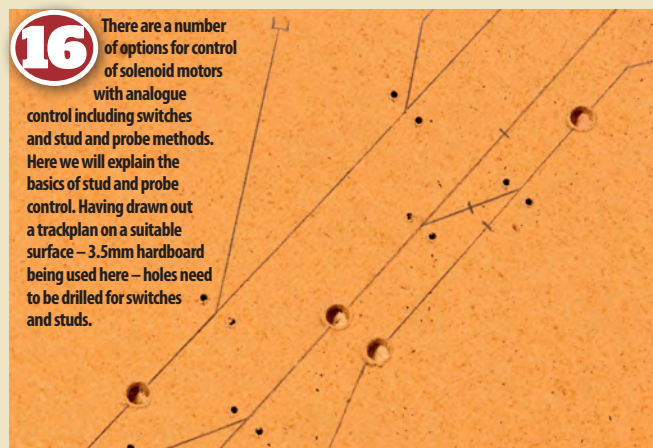 16
There are a number
of options for control
of solenoid motors
with analogue
control including switches
and stud and probe methods.
Here we will explain the
basics of stud and probe
control. Having drawn out
a trackplan on a suitable
surface – 3.5mm hardboard
being used here – holes need
to be drilled for switches
and studs.